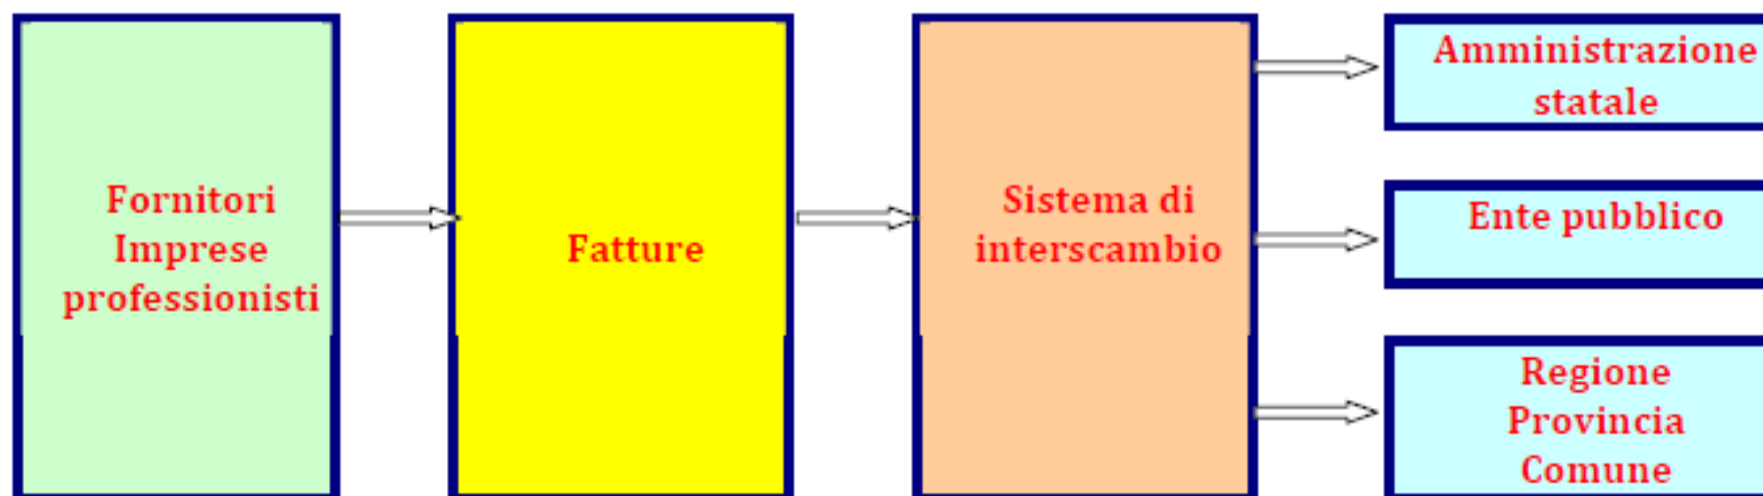 Fornitori
Imprese
professionisti
Fatture
Sistema di
interscambio
Amministrazione
statale
Ente pubblico
Regione
Provincia
Comune